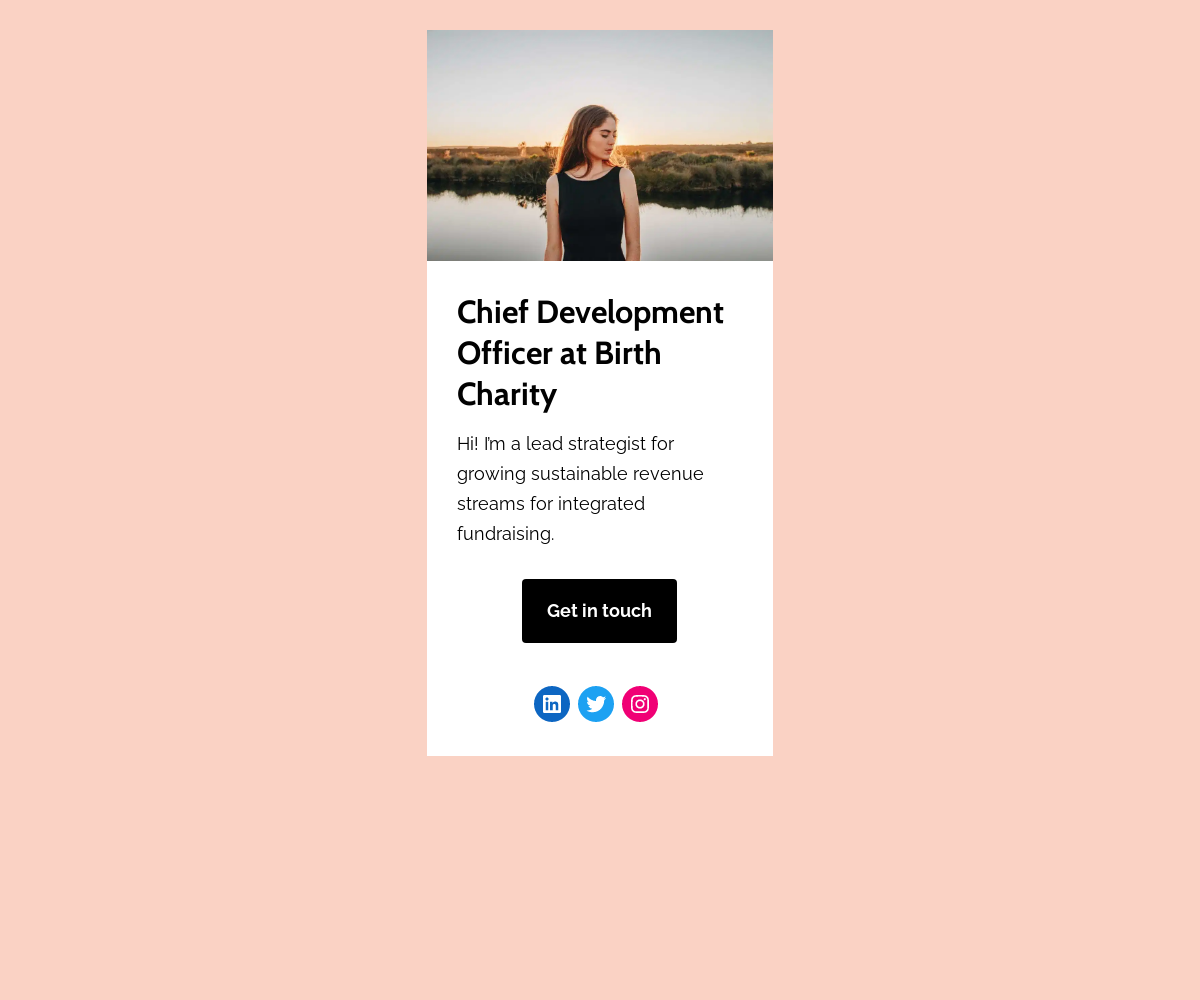 Chief Development
Officer at Birth
Charity
Hi! I'm a lead strategist for
growing sustainable revenue
streams for integrated
fundraising.
Get in touch